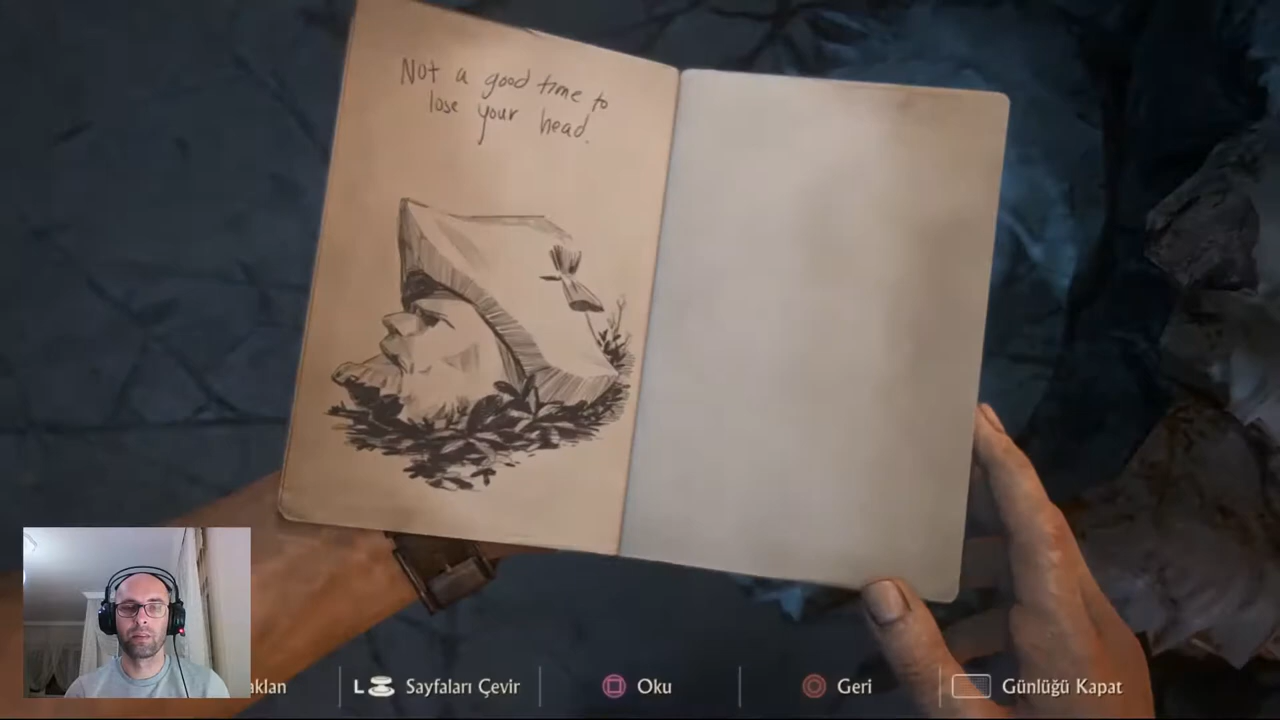 Not a good time to
lose your head.
aklan
L
Sayfaları Çevir
Oku
Geri
Günlüğü Kapat